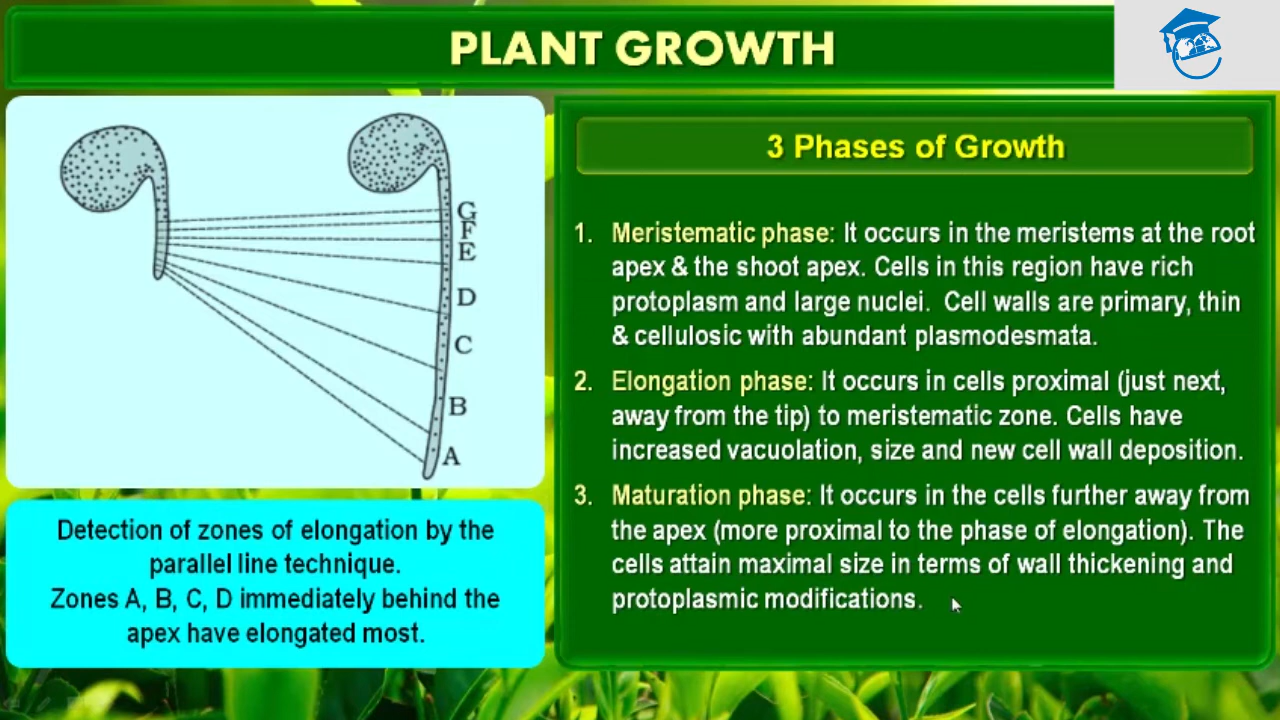 PLANT GROWTH
G
F
E
D
C
B
A
Detection of zones of elongation by the
parallel line technique.
Zones A, B, C, D immediately behind the
apex have elongated most.
3 Phases of Growth
1. Meristematic phase: It occurs in the meristems at the root
apex & the shoot apex. Cells in this region have rich
protoplasm and large nuclei. Cell walls are primary, thin
& cellulosic with abundant plasmodesmata.
2. Elongation phase: It occurs in cells proximal (just next,
away from the tip) to meristematic zone. Cells have
increased vacuolation, size and new cell wall deposition.
3. Maturation phase: It occurs in the cells further away from
the apex (more proximal to the phase of elongation). The
cells attain maximal size in terms of wall thickening and
protoplasmic modifications.